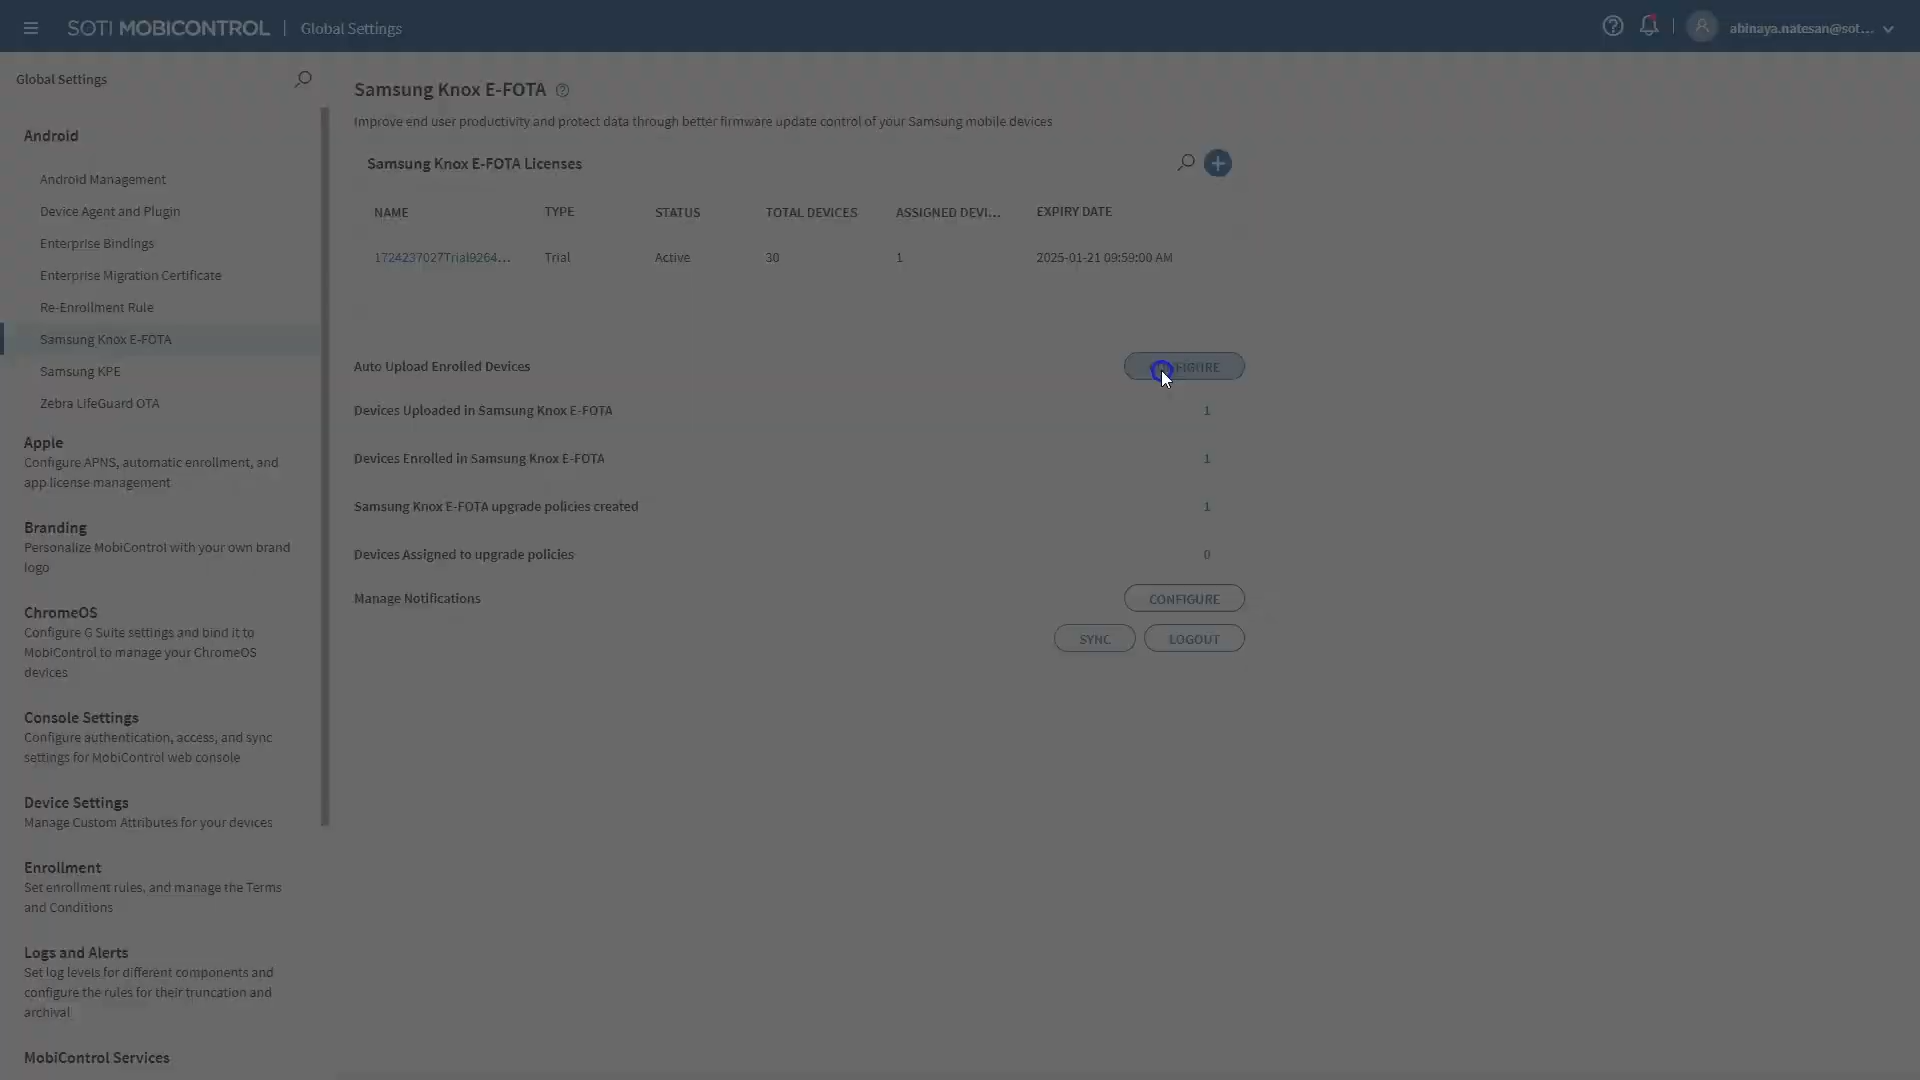 SOTI MOBICONTROL | Global Settings
abinaya.natesan@sot...
Global Settings
Android
Android Management
Device Agent and Plugin
Enterprise Bindings
Enterprise Migration Certificate
Re-Enrollment Rule
Samsung Knox E-FOTA
Samsung KPE
Zebra LifeGuard OTA
Apple
Configure APNS, automatic enrollment, and
app license management
Branding
Personalize MobiControl with your own brand
logo
ChromeOS
Configure G Suite settings and bind it to
MobiControl to manage your ChromeOS
devices
Console Settings
Configure authentication, access, and sync
settings for MobiControl web console
Device Settings
Manage Custom Attributes for your devices
Enrollment
Set enrollment rules, and manage the Terms
and Conditions
Logs and Alerts
Set log levels for different components and
configure the rules for their truncation and
archival
MobiControl Services
Samsung Knox E-FOTA
Improve end user productivity and protect data through better firmware update control of your Samsung mobile devices
Samsung Knox E-FOTA Licenses
NAME TYPE STATUS TOTAL DEVICES ASSIGNED DEVI... EXPIRY DATE
1724237027Trial9264... Trial Active 30 1 2025-01-21 09:59:00 AM
Auto Upload Enrolled Devices
Devices Uploaded in Samsung Knox E-FOTA 1
Devices Enrolled in Samsung Knox E-FOTA 1
Samsung Knox E-FOTA upgrade policies created 1
Devices Assigned to upgrade policies 0
Manage Notifications CONFIGURE
SYNC LOGOUT